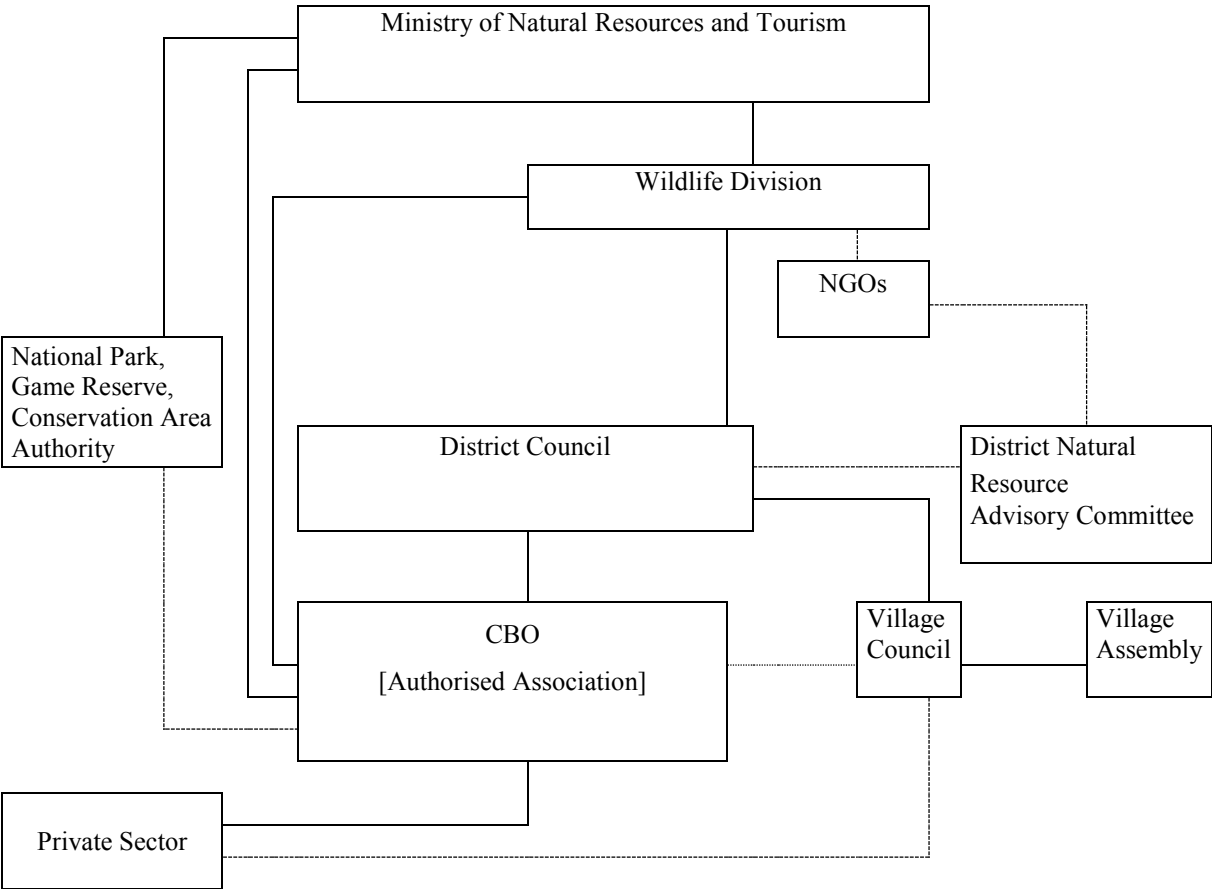 Ministry of Natural Resources and Tourism
Wildlife Division
NGOs
National Park,
Game Reserve,
Conservation Area
Authority
District Council
District Natural
Resource
Advisory Committee
CBO
[Authorised Association]
Village
Council
Village
Assembly
Private Sector